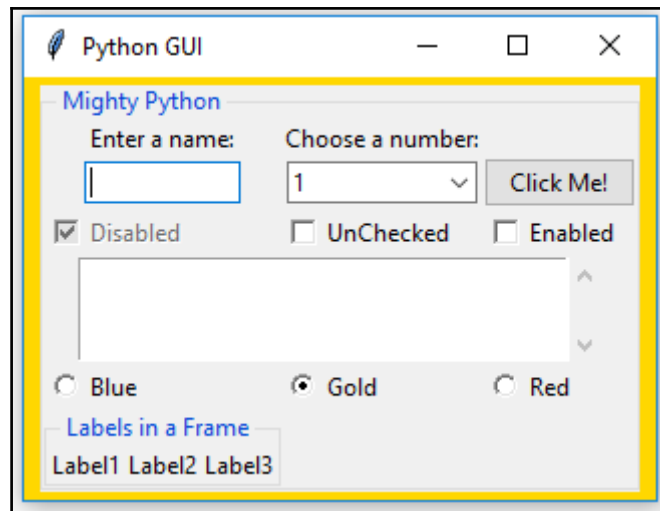 Python GUI
Mighty Python
Enter a name: Choose a number:
1 Click Me!
Disabled UnChecked Enabled
Blue Gold Red
Labels in a Frame
Label1 Label2 Label3